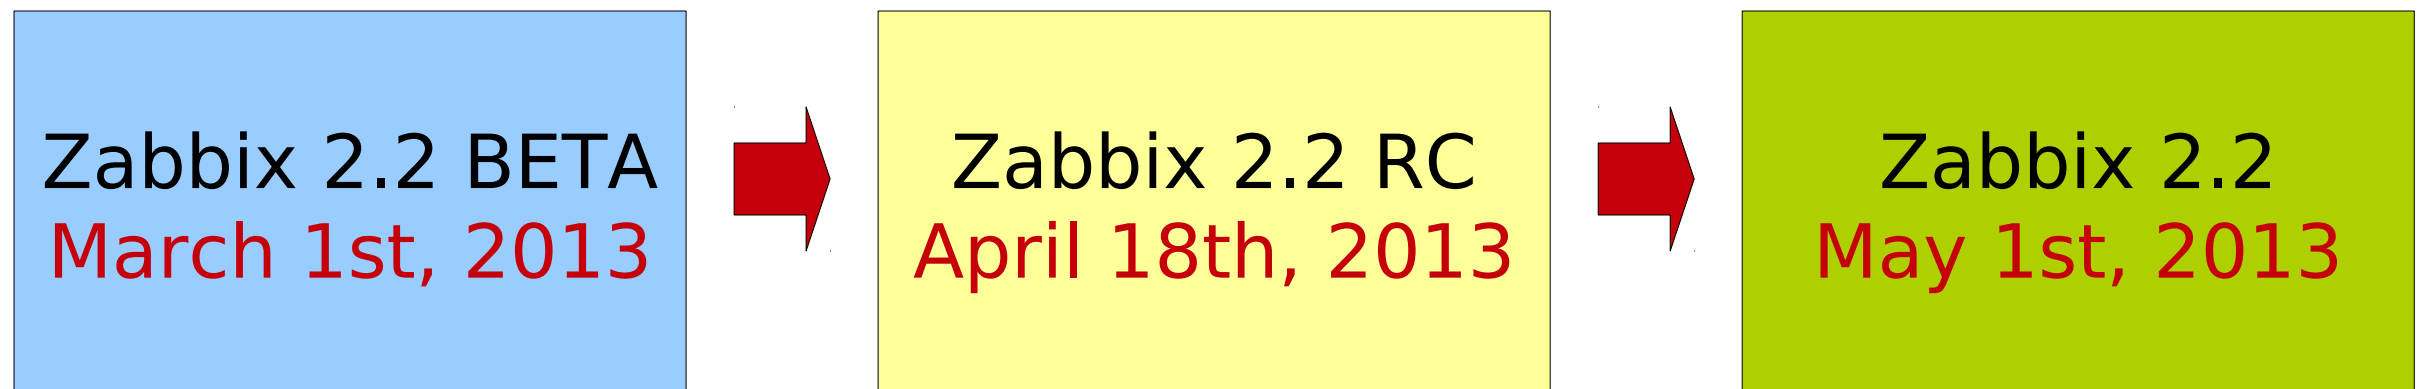 Zabbix 2.2 BETA
March 1st, 2013
Zabbix 2.2 RC
April 18th, 2013
Zabbix 2.2
May 1st, 2013